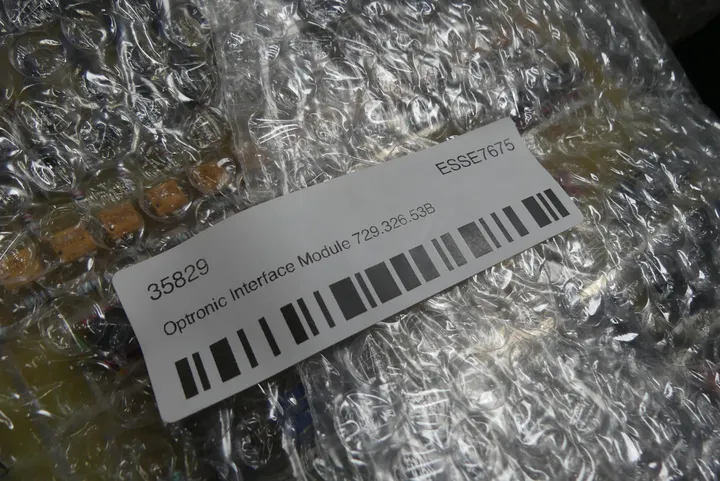 35829
ESSE7675
Optronic Interface Module 729.326.53B